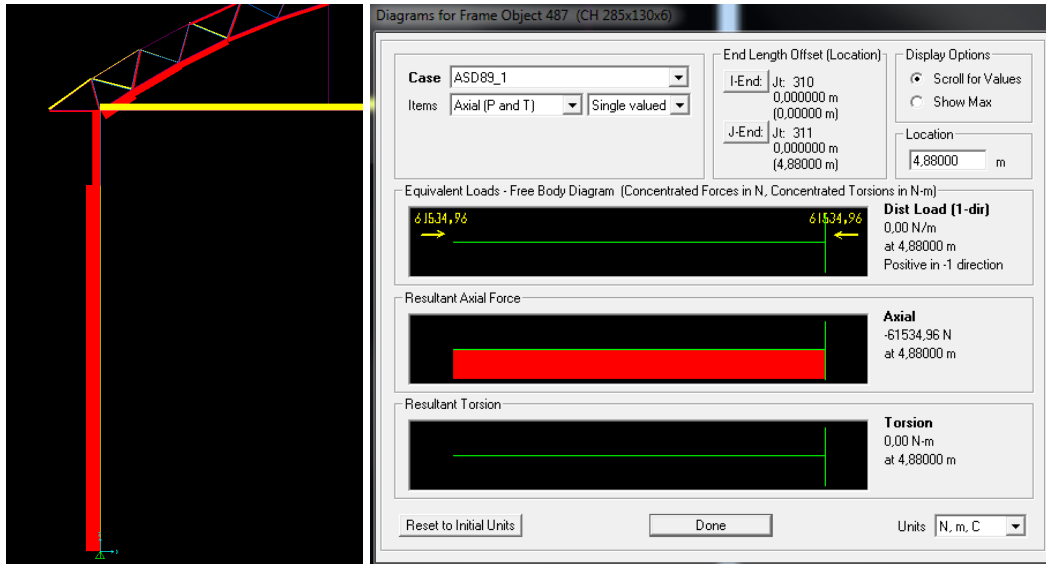 Diagrams for Frame Object 487 (CH 285x130x6)
Case ASD89_1
Items Axial (P and T) Single valued
End Length Offset (Location)
I-End: Jt: 310
0,000000 m
(0,00000 m)
J-End: Jt: 311
0,000000 m
(4,88000 m)
Display Options
Scroll for Values
Show Max
Location
4,88000 m
Equivalent Loads - Free Body Diagram (Concentrated Forces in N, Concentrated Torsions in N-m)
61534,96 61534,96
Dist Load (1-dir)
0,00 N/m
at 4,88000 m
Positive in -1 direction
Resultant Axial Force
Axial
-61534,96 N
at 4,88000 m
Resultant Torsion
Torsion
0,00 N-m
at 4,88000 m
Reset to Initial Units Done Units N, m, C